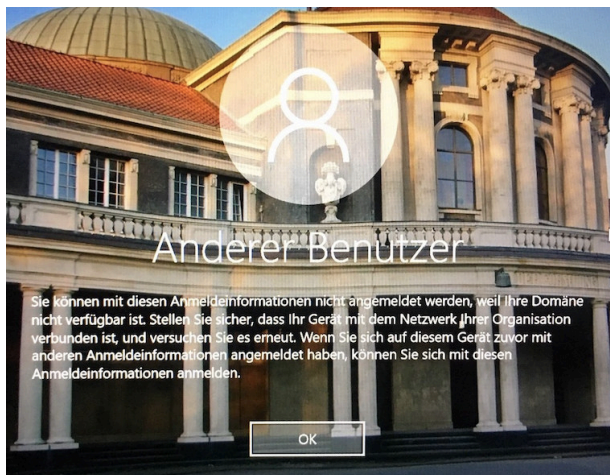 Anderer Benutzer
Sie können mit diesen Anmeldeinformationen nicht angemeldet werden, weil Ihre Domäne
nicht verfügbar ist. Stellen Sie sicher, dass Ihr Gerät mit dem Netzwerk Ihrer Organisation
verbunden ist, und versuchen Sie es erneut. Wenn Sie sich auf diesem Gerät zuvor mit
anderen Anmeldeinformationen angemeldet haben, können Sie sich mit diesen
Anmeldeinformationen anmelden.
OK